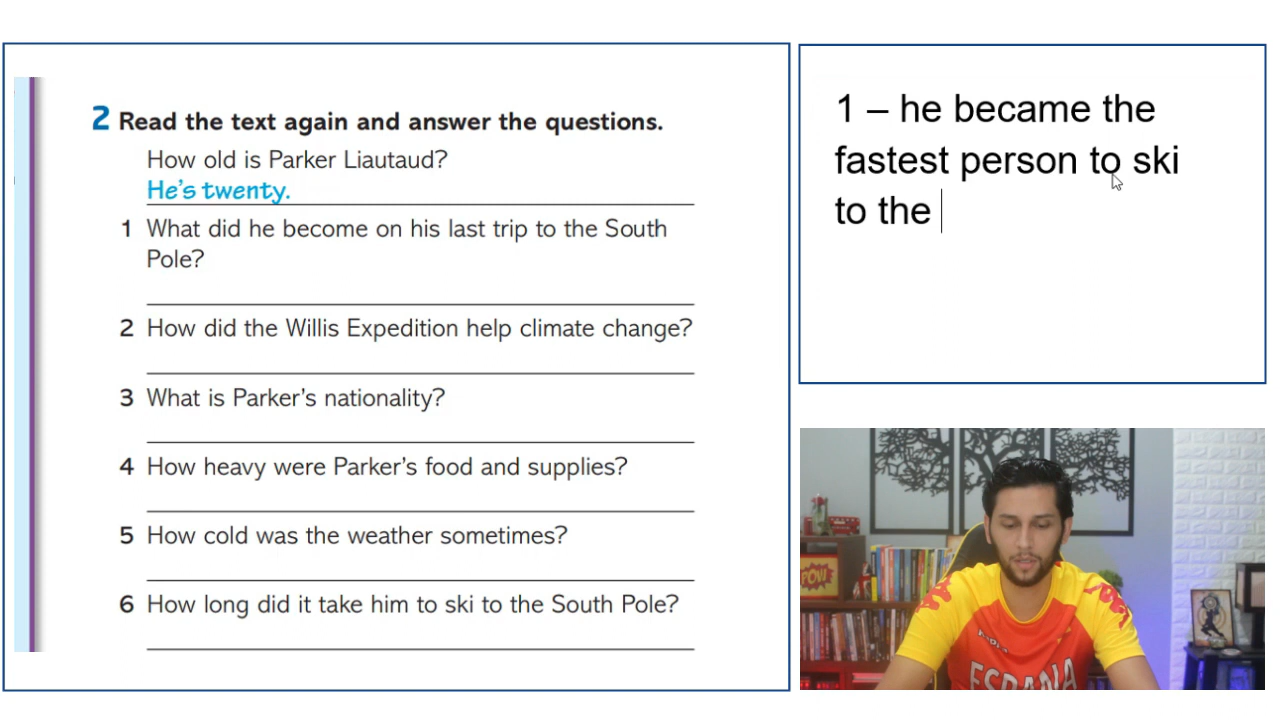 2 Read the text again and answer the questions.
How old is Parker Liautaud?
He's twenty.
1 What did he become on his last trip to the South
Pole?
2 How did the Willis Expedition help climate change?
3 What is Parker's nationality?
4 How heavy were Parker's food and supplies?
5 How cold was the weather sometimes?
6 How long did it take him to ski to the South Pole?
1 – he became the
fastest person to ski
to the
POW
ESPAÑA